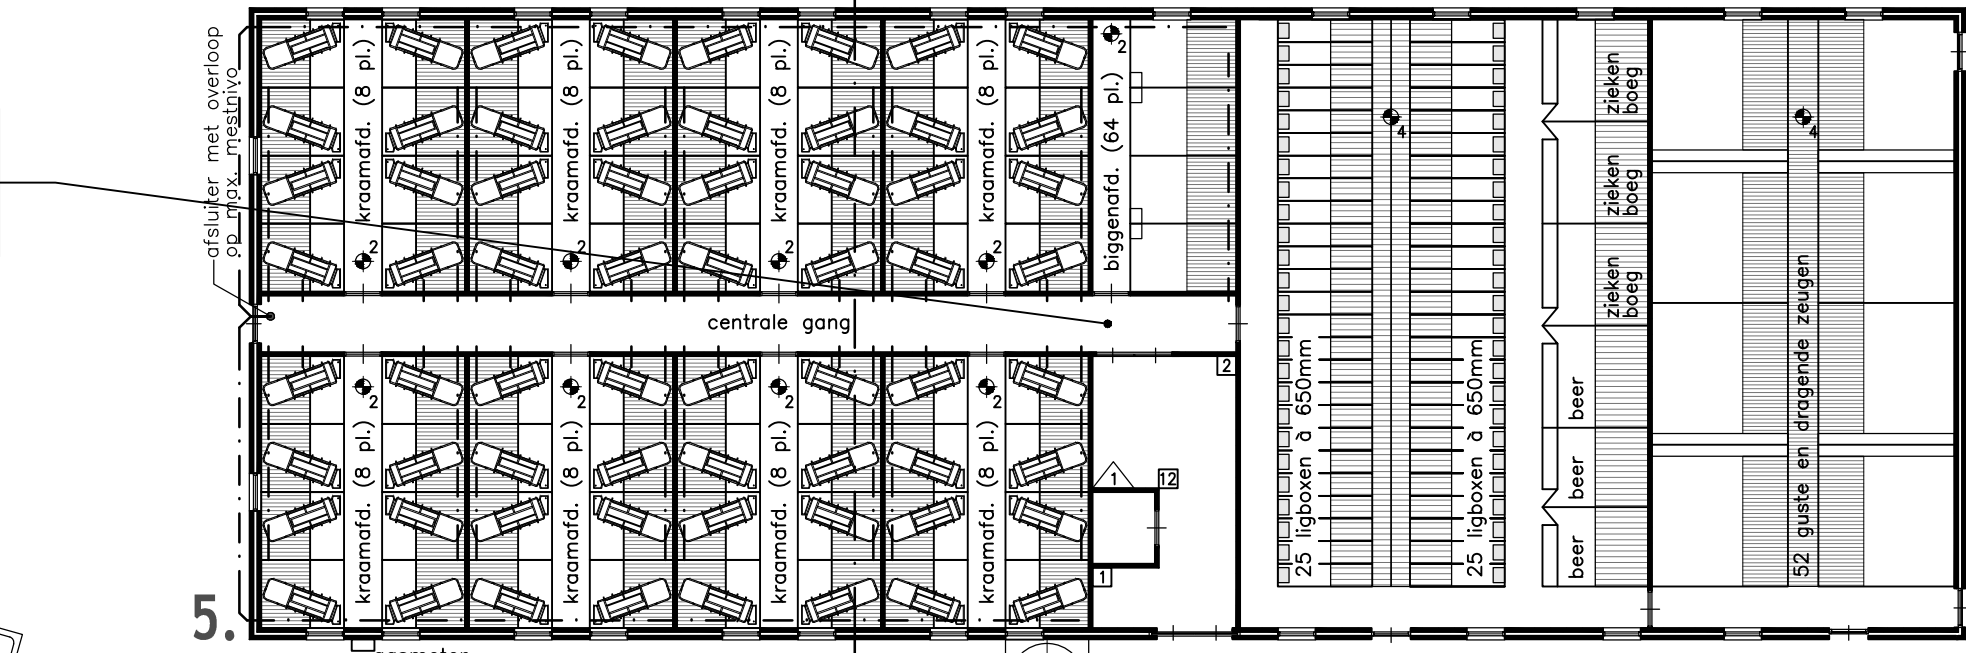 afsluiter met overloop
op max. mestnivo
kraamafd. (8 pl.)
2
kraamafd. (8 pl.)
2
kraamafd. (8 pl.)
2
kraamafd. (8 pl.)
2
biggenafd. (64 pl.)
2
centrale gang
2
kraamafd. (8 pl.)
2
kraamafd. (8 pl.)
2
kraamafd. (8 pl.)
2
kraamafd. (8 pl.)
2
1
12
1
4
25 ligboxen à 650mm
25 ligboxen à 650mm
zieken
boeg
zieken
boeg
zieken
boeg
beer
beer
beer
4
52 guste en dragende zeugen
5.